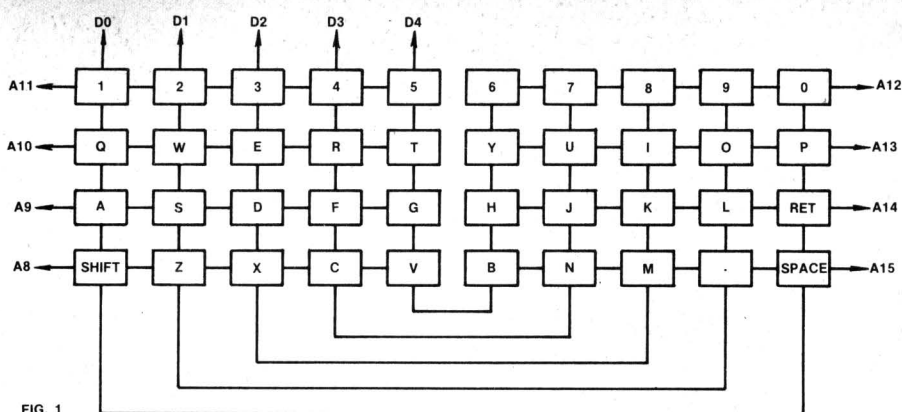 D0 D1 D2 D3 D4
A11 1 2 3 4 5 6 7 8 9 0 A12
A10 Q W E R T Y U I O P A13
A9 A S D F G H J K L RET A14
A8 SHIFT Z X C V B N M . SPACE A15
FIG 1